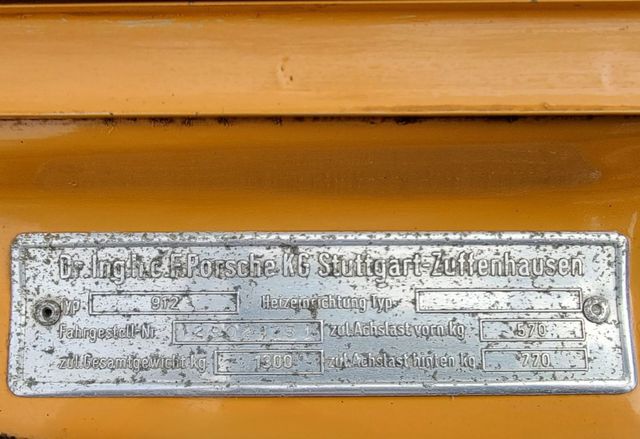 Dr. Ing.h.c.F.Porsche KG Stuttgart-Zuffenhausen
Typ 912 Heizeinrichtung Typ
Fahrgestell Nr. zul.Achslast vorn kg 570
zul.Gesamtgewicht kg 1300 zul.Achslast hinten kg 770